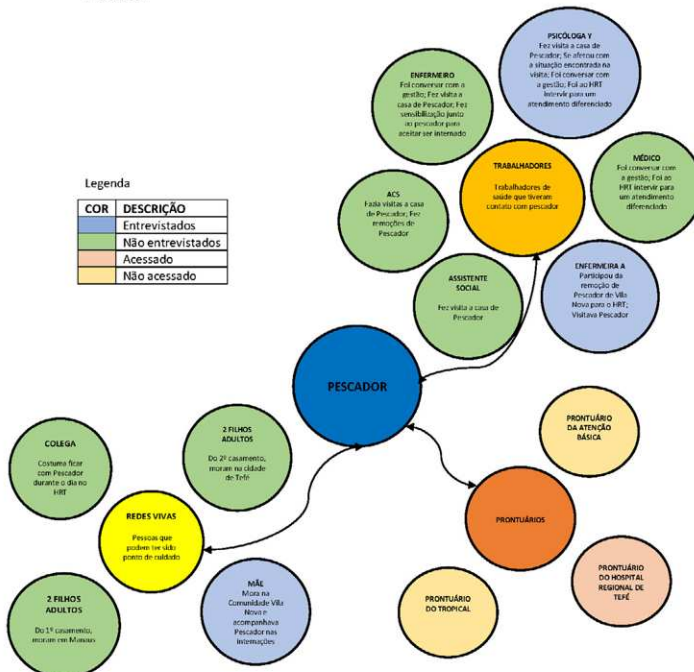 PSICÓLOGA Y
Fez visita a casa de
Pescador; Se afetou com
a situação encontrada na
visita; Foi conversar com
a gestão; Foi ao HRT
intervir para um
atendimento diferenciado
ENFERMEIRO
Foi conversar com a
gestão; Fez visita a
casa de Pescador; Fez
sensibilização junto
ao pescador para
aceitar ser internado
TRABALHADORES
Trabalhadores de
saúde que tiveram
contato com pescador
MÉDICO
Foi conversar com
a gestão; Foi ao
HRT intervir para
um atendimento
diferenciado
Legenda
COR DESCRIÇÃO
Entrevistados
Não entrevistados
Acessado
Não acessado
ACS
Fazia visitas a casa
de Pescador; Fez
remoções de
Pescador
ASSISTENTE
SOCIAL
Fez visita a casa de
Pescador
ENFERMEIRA A
Participou da
remoção de
Pescador de Vila
Nova para o HRT;
Visitava Pescador
PESCADOR
COLEGA
Costuma ficar
com Pescador
durante o dia no
HRT
2 FILHOS
ADULTOS
Do 2º casamento,
moram na cidade
de Tefé
REDES VIVAS
Pessoas que
podem ter sido
ponto de cuidado
2 FILHOS
ADULTOS
Do 1º casamento,
moram em Manaus
MÃE
Mora na
Comunidade Vila
Nova e
acompanhava
Pescador nas
internações
PRONTUÁRIO
DA ATENÇÃO
BÁSICA
PRONTUÁRIOS
PRONTUÁRIO
DO HOSPITAL
REGIONAL DE
TEFÉ
PRONTUÁRIO
DO TROPICAL